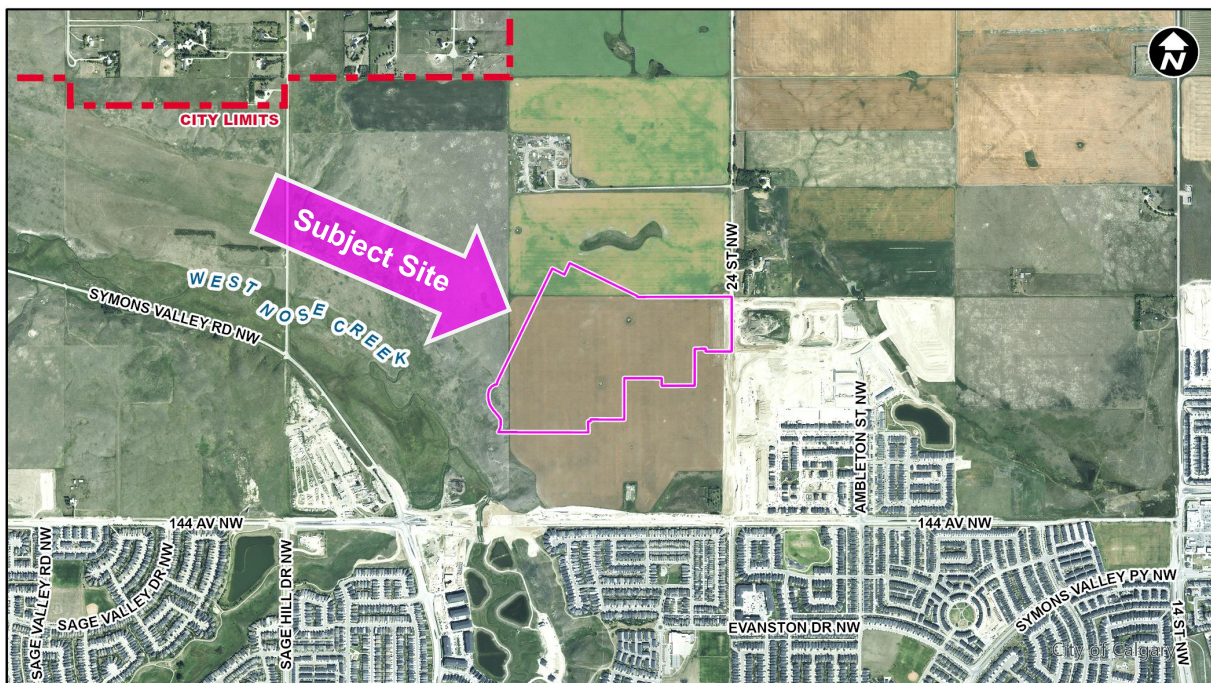 N
CITY LIMITS
Subject Site
24 ST NW
WEST NOSE CREEK
SYMONS VALLEY RD NW
AMBLETON ST NW
144 AV NW
144 AV NW
SAGE VALLEY RD NW
SAGE VALLEY DR NW
SAGE HILL DR NW
EVANSTON DR NW
SYMONS VALLEY PY NW
14 ST NW
City of Calgary